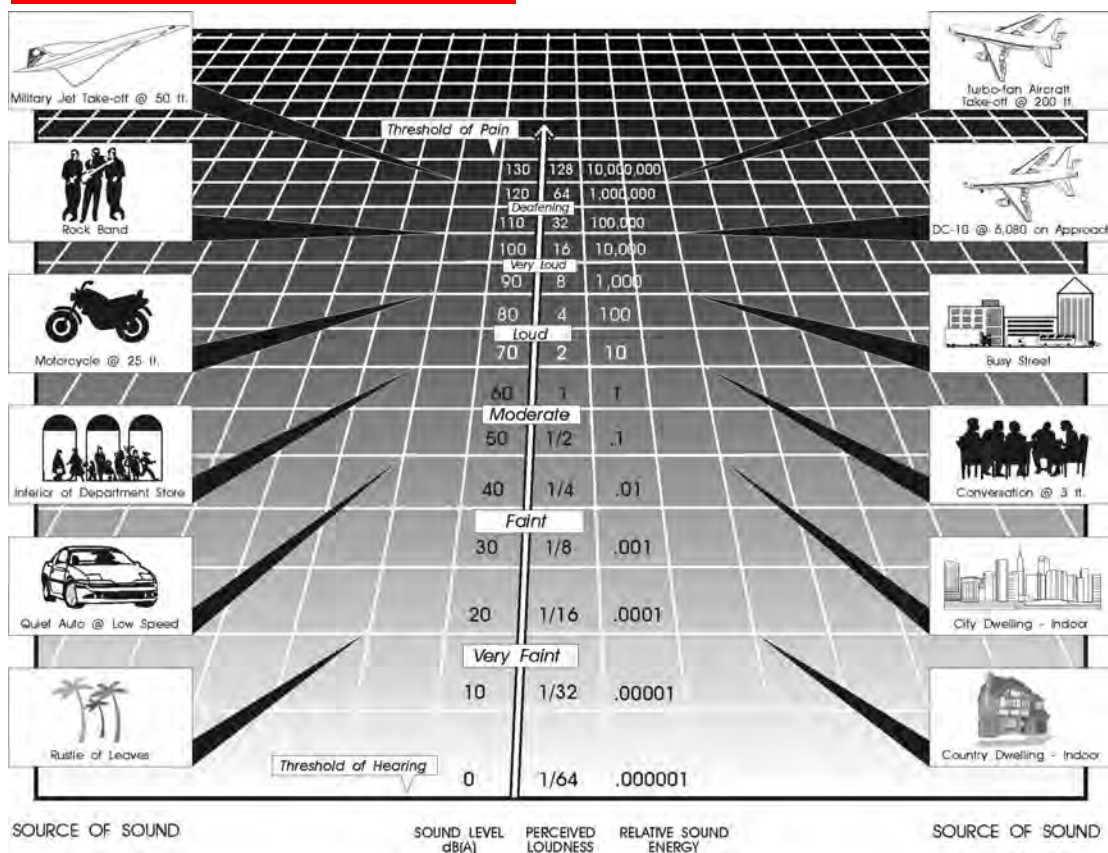 Military Jet Take-off @ 50 ft.
Turbo-fan Aircraft
Take-off @ 200 ft.
Threshold of Pain
130 128 10,000,000
120 64 1,000,000
Deafening
110 32 100,000
Rock Band
DC-10 @ 6,080 on Approach
100 16 10,000
Very Loud
90 8 1,000
80 4 100
Loud
Motorcycle @ 25 ft.
Busy Street
70 2 10
60 1 1
Moderate
50 1/2 .1
40 1/4 .01
Interior of Department Store
Conversation @ 3 ft.
Faint
30 1/8 .001
20 1/16 .0001
Quiet Auto @ Low Speed
City Dwelling - Indoor
Very Faint
10 1/32 .00001
Rustle of Leaves
Country Dwelling - Indoor
Threshold of Hearing
0 1/64 .000001
SOURCE OF SOUND
SOUND LEVEL
dB(A)
PERCEIVED
LOUDNESS
RELATIVE SOUND
ENERGY
SOURCE OF SOUND